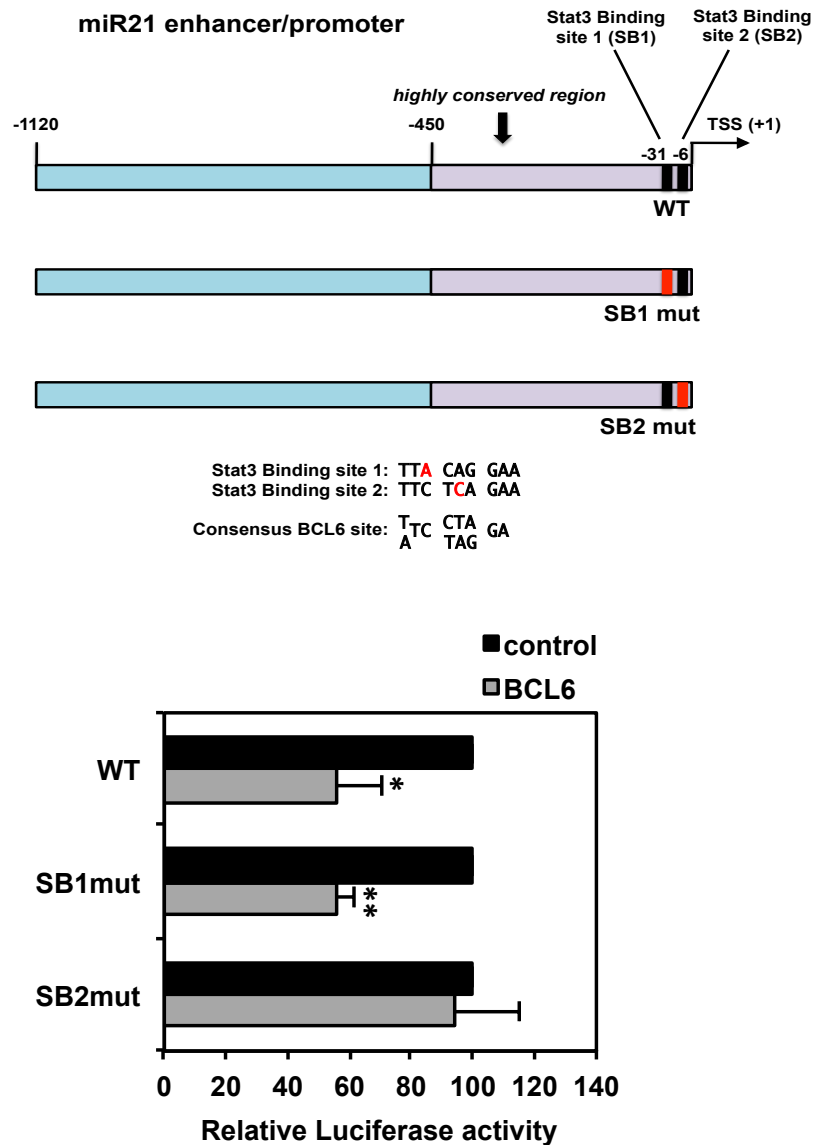 miR21 enhancer/promoter
Stat3 Binding
site 1 (SB1)
Stat3 Binding
site 2 (SB2)
highly conserved region
-1120
-450
-31
-6
TSS (+1)
WT
SB1 mut
SB2 mut
Stat3 Binding site 1: TTA CAG GAA
Stat3 Binding site 2: TTC TCA GAA
Consensus BCL6 site: T TC CTA GA
A TAG
control
BCL6
WT
*
SB1mut
**
SB2mut
0 20 40 60 80 100 120 140
Relative Luciferase activity